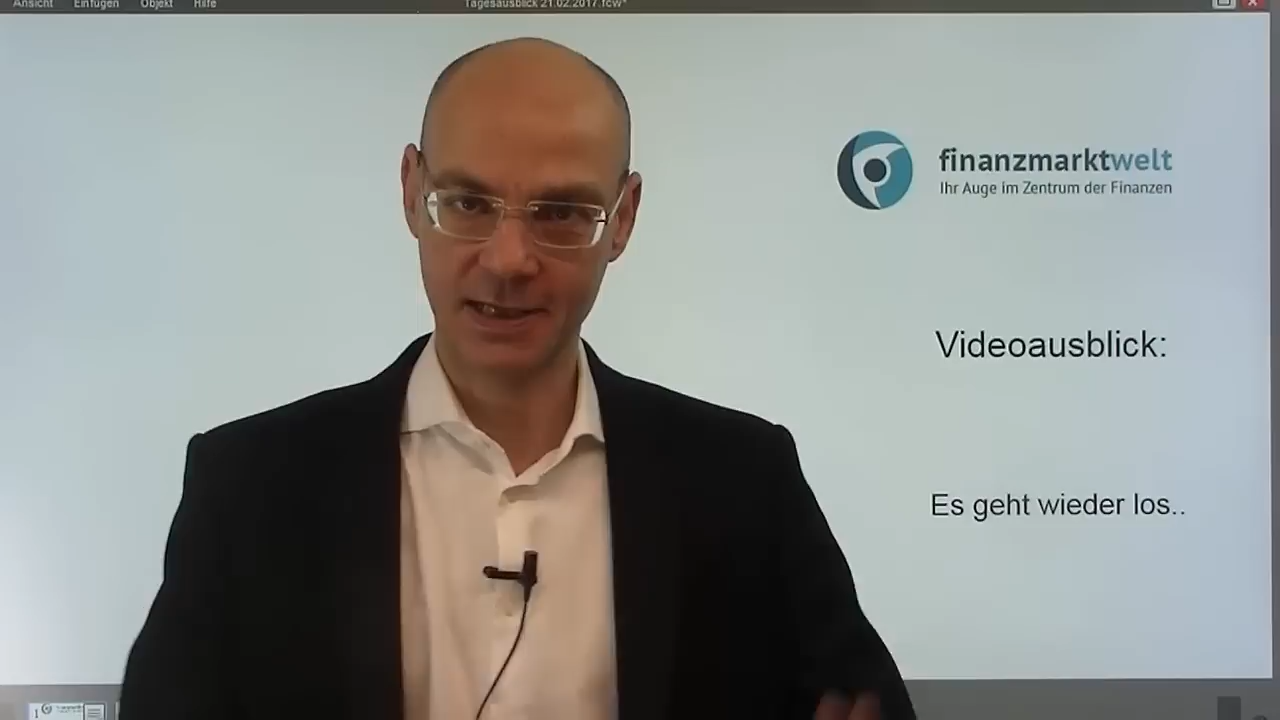 Ansicht Einfügen Objekt Hilfe
Tagesausblick 21.02.2017.fcw*
finanzmarktwelt
Ihr Auge im Zentrum der Finanzen
Videoausblick:
Es geht wieder los..
1